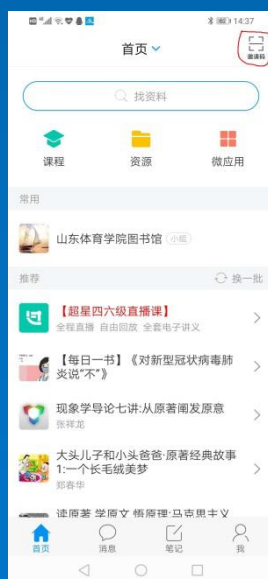 14:37
首页
邀请码
找资料
课程
资源
微应用
常用
山东体育学院图书馆 小组
推荐
换一批
【超星四六级直播课】
全程直播 自由回放 全套电子讲义
【每日一书】《对新型冠状病毒肺
炎说“不”》
现象学导论七讲:从原著阐发原意
张祥龙
大头儿子和小头爸爸·原著经典故事
1:一个长毛绒美梦
郑春华
读原著 学原文 悟原理:马克思主义
首页
消息
笔记
我